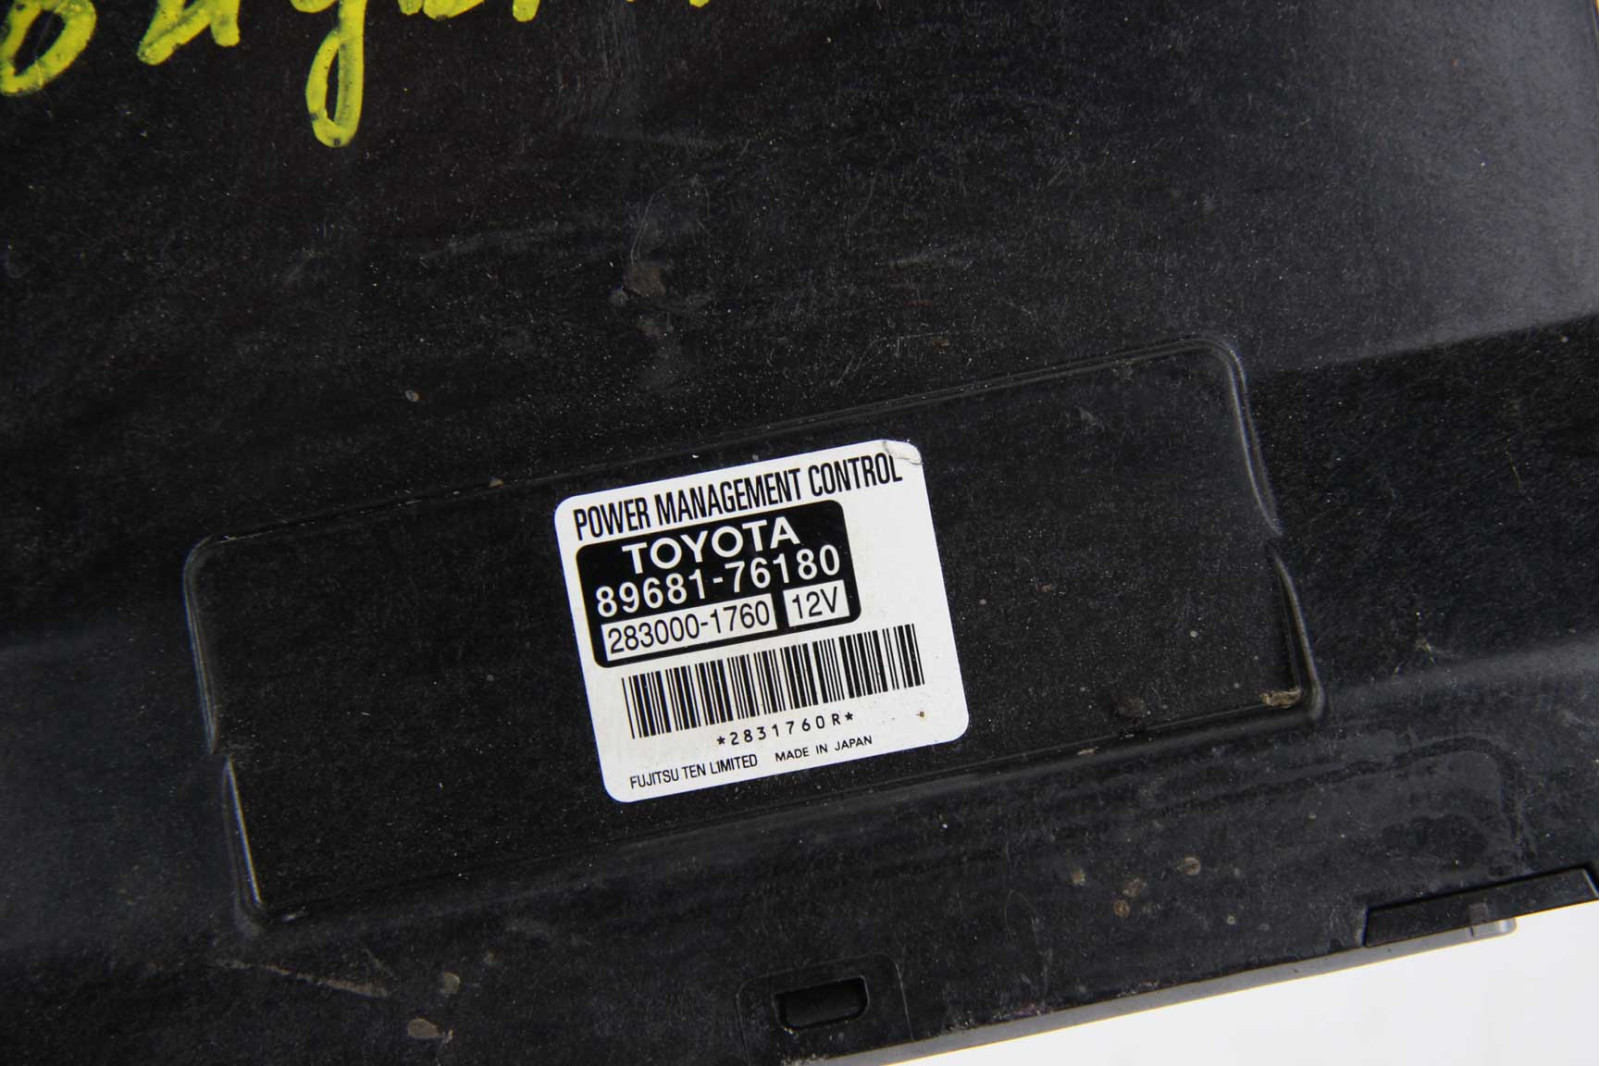 POWER MANAGEMENT CONTROL
TOYOTA
89681-76180
283000-1760 12V
*2831760R*
FUJITSU TEN LIMITED MADE IN JAPAN